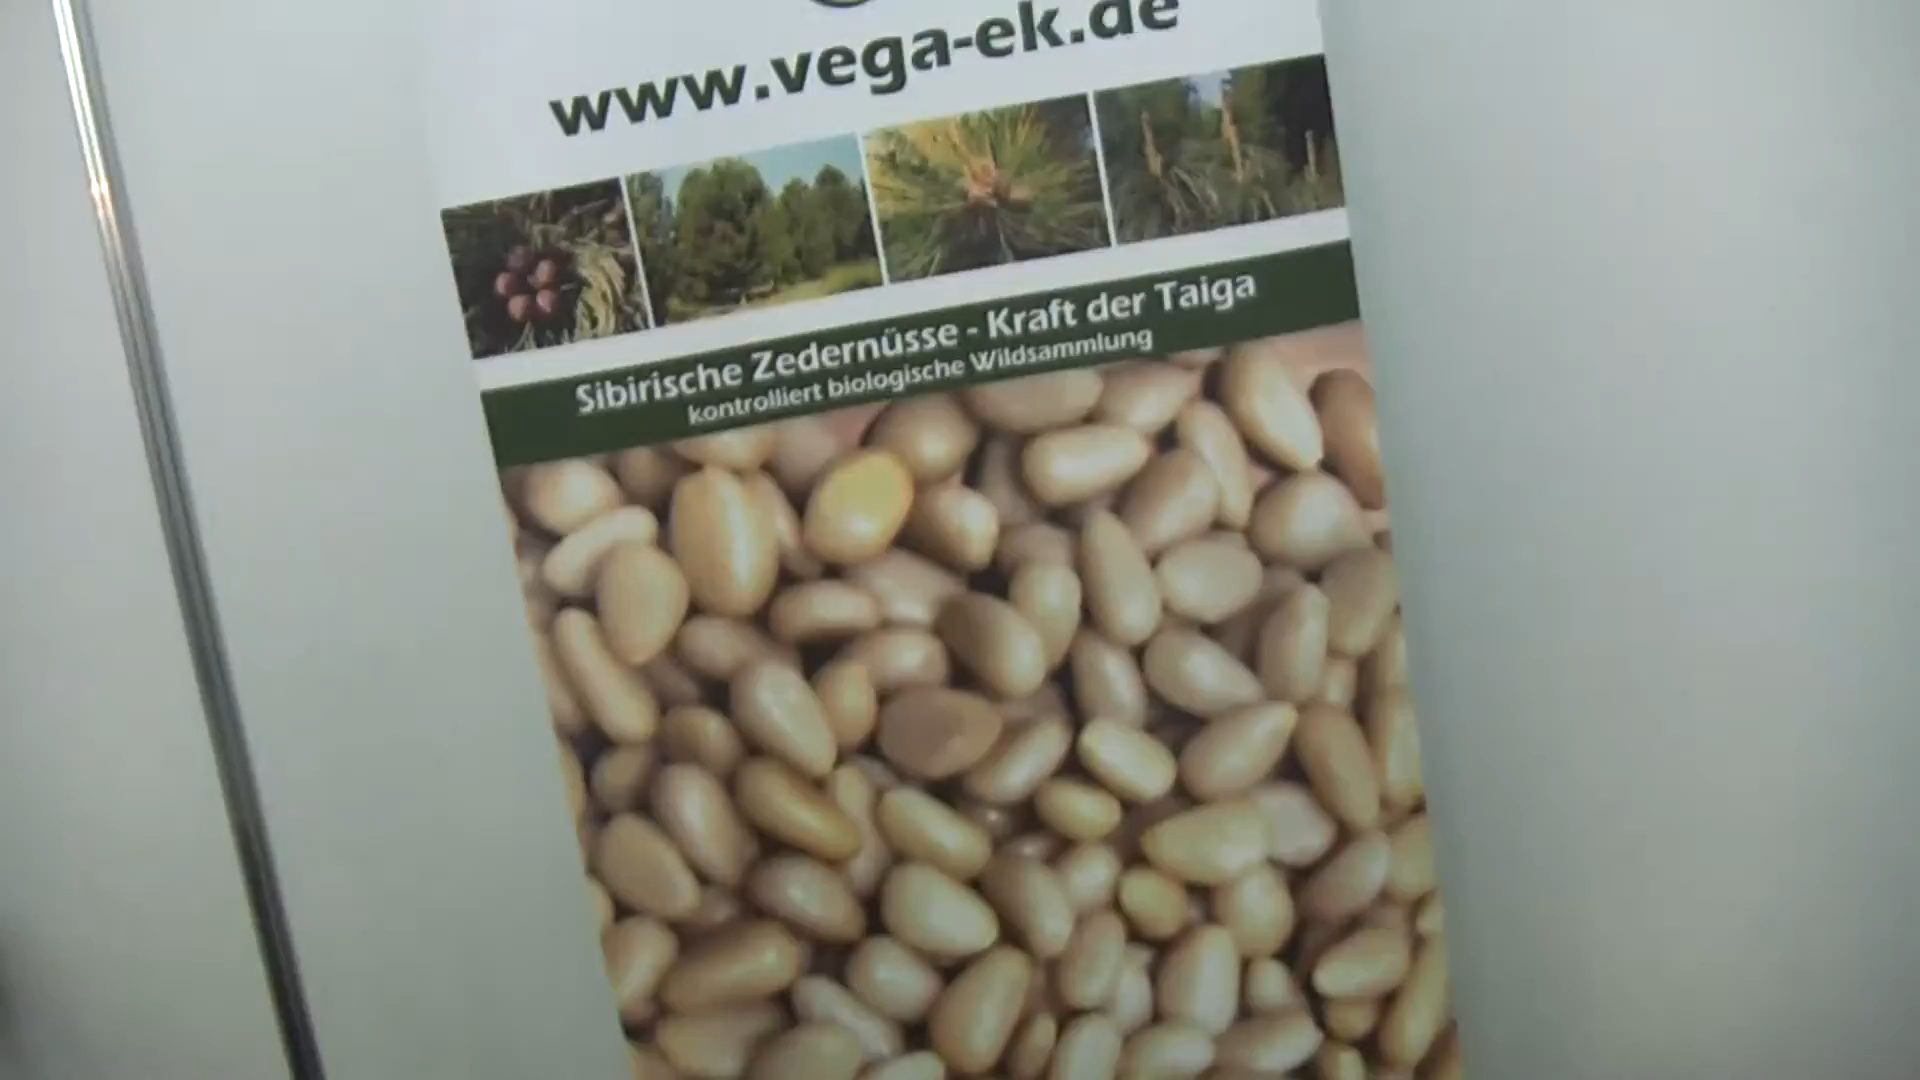 www.vega-ek.de
Sibirische Zedernüsse - Kraft der Taiga
kontrolliert biologische Wildsammlung